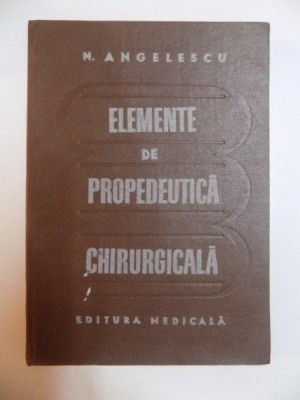 N. ANGELESCU
ELEMENTE
DE
PROPEDEUTICĂ
CHIRURGICALĂ
EDITURA MEDICALĂ